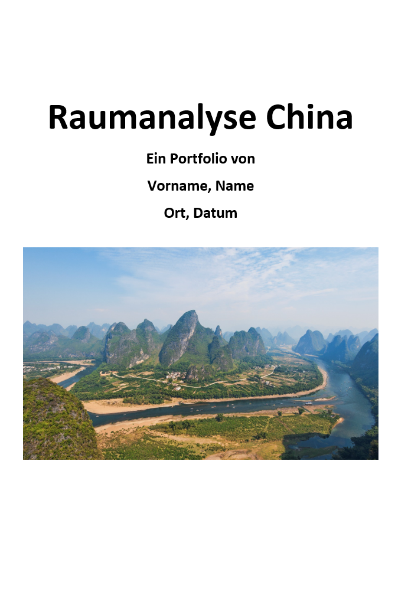 Raumanalyse China
Ein Portfolio von
Vorname, Name
Ort, Datum